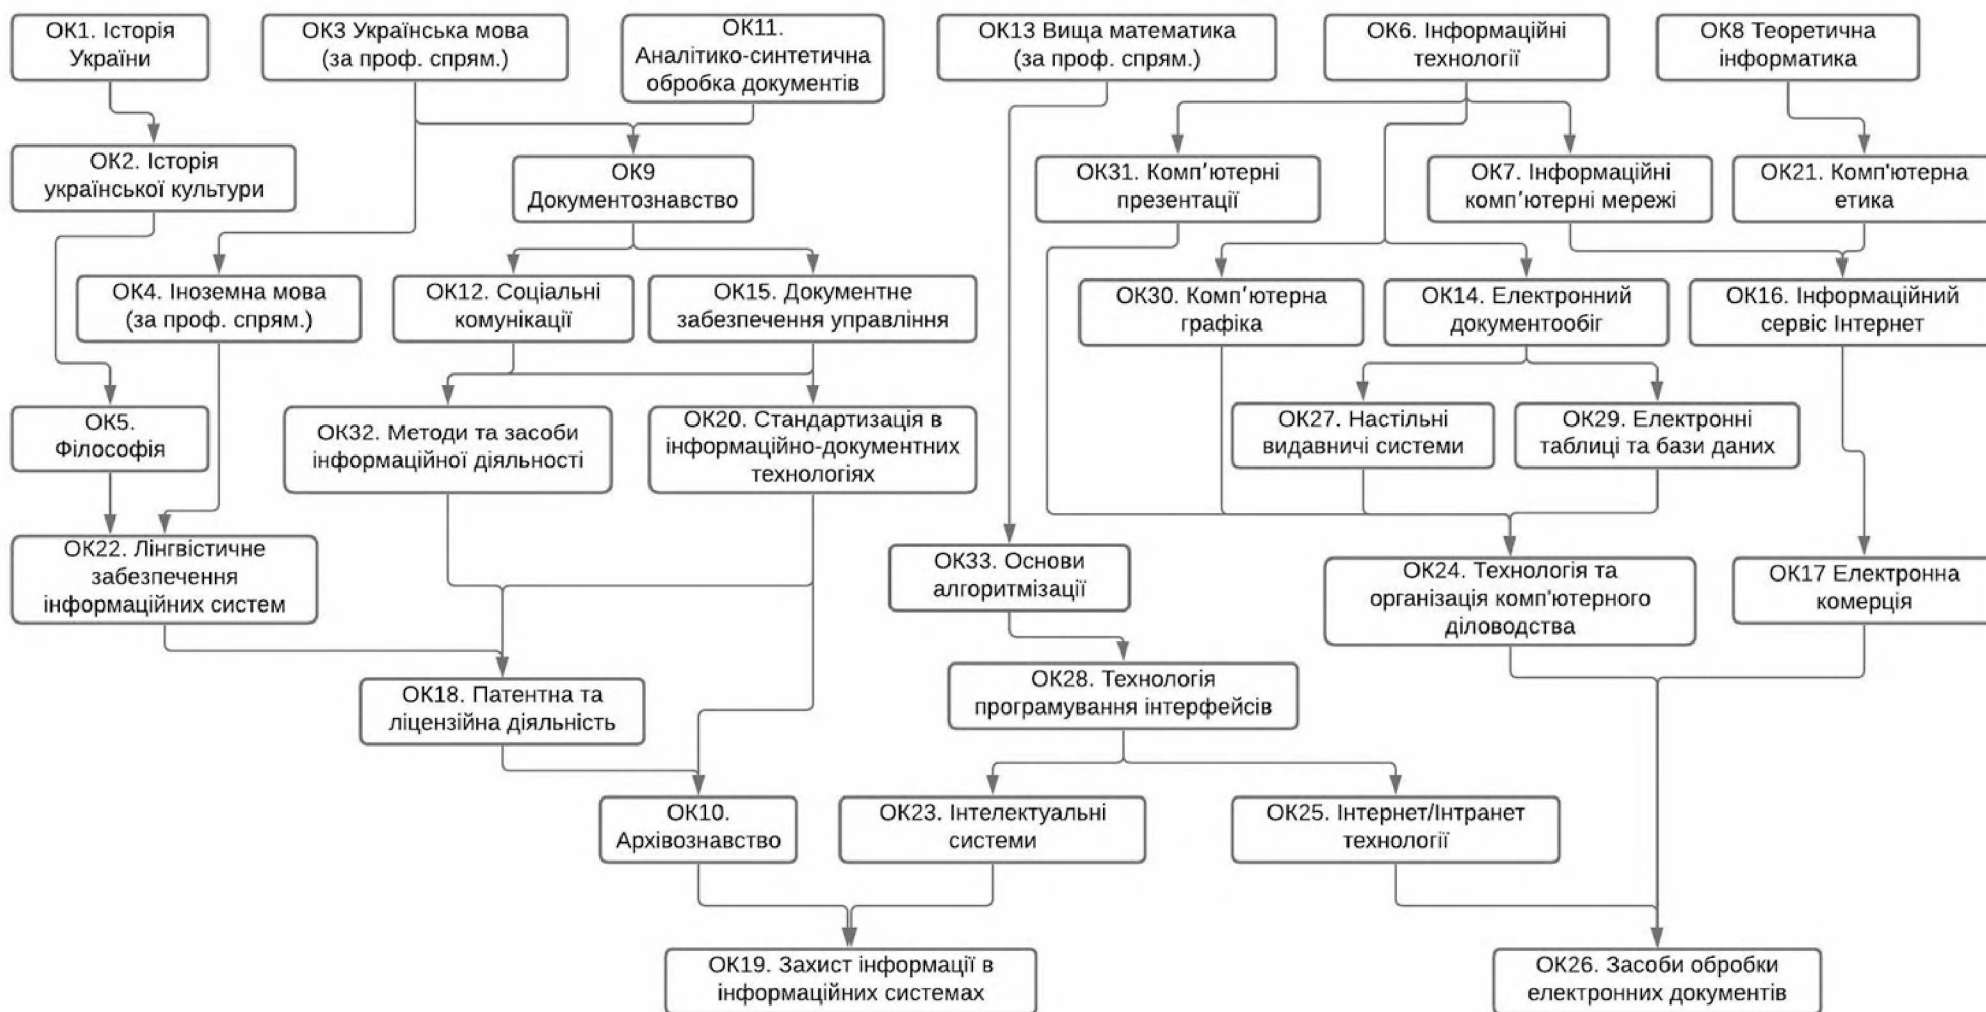 ОК1. Історія
України
ОК3 Українська мова
(за проф. спрям.)
ОК11.
Аналітико-синтетична
обробка документів
ОК13 Вища математика
(за проф. спрям.)
ОК6. Інформаційні
технології
ОК8 Теоретична
інформатика
ОК2. Історія
української культури
ОК9
Документознавство
ОК31. Комп'ютерні
презентації
ОК7. Інформаційні
комп'ютерні мережі
ОК21. Комп'ютерна
етика
ОК4. Іноземна мова
(за проф. спрям.)
ОК12. Соціальні
комунікації
ОК15. Документне
забезпечення управління
ОК30. Комп'ютерна
графіка
ОК14. Електронний
документообіг
ОК16. Інформаційний
сервіс Інтернет
ОК5.
Філософія
ОК32. Методи та засоби
інформаційної діяльності
ОК20. Стандартизація в
інформаційно-документних
технологіях
ОК27. Настільні
видавничі системи
ОК29. Електронні
таблиці та бази даних
ОК22. Лінгвістичне
забезпечення
інформаційних систем
ОК33. Основи
алгоритмізації
ОК24. Технологія та
організація комп'ютерного
діловодства
ОК17 Електронна
комерція
ОК18. Патентна та
ліцензійна діяльність
ОК28. Технологія
програмування інтерфейсів
ОК10.
Архівознавство
ОК23. Інтелектуальні
системи
ОК25. Інтернет/Інтранет
технології
ОК19. Захист інформації в
інформаційних системах
ОК26. Засоби обробки
електронних документів